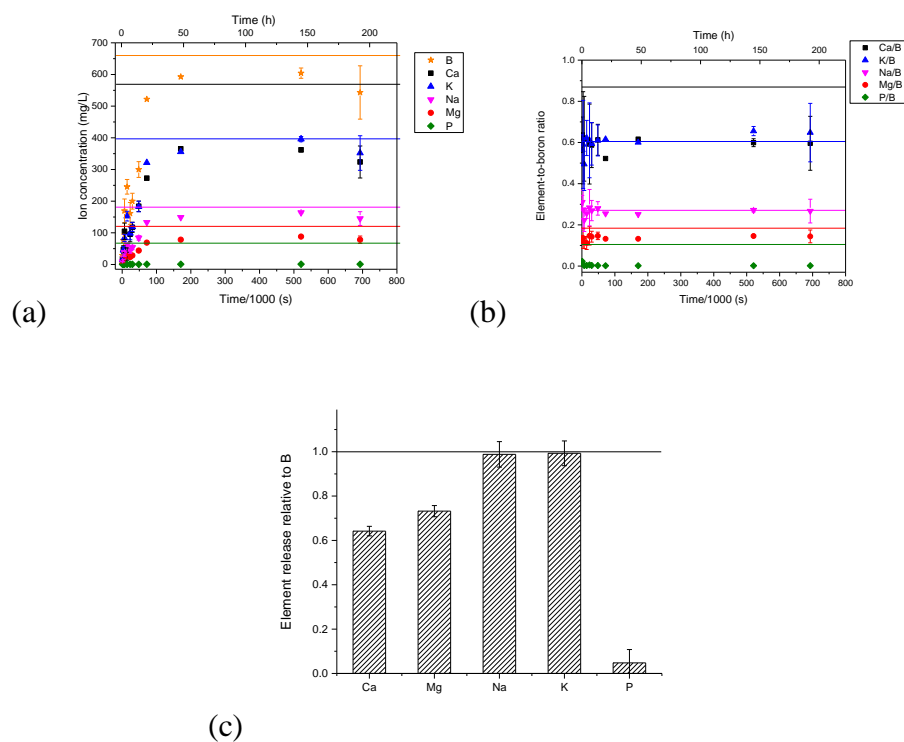 Time (h)
0 50 100 150 200
700
600
500
400
300
200
100
0
Ion concentration (mg/L)
0 100 200 300 400 500 600 700 800
Time/1000 (s)
B
Ca
K
Na
Mg
P
(a)
Time (h)
0 50 100 150 200
1.0
0.8
0.6
0.4
0.2
0.0
Element-to-boron ratio
0 100 200 300 400 500 600 700 800
Time/1000 (s)
Ca/B
K/B
Na/B
Mg/B
P/B
(b)
1.0
0.8
0.6
0.4
0.2
0.0
Element release relative to B
Ca Mg Na K P
(c)